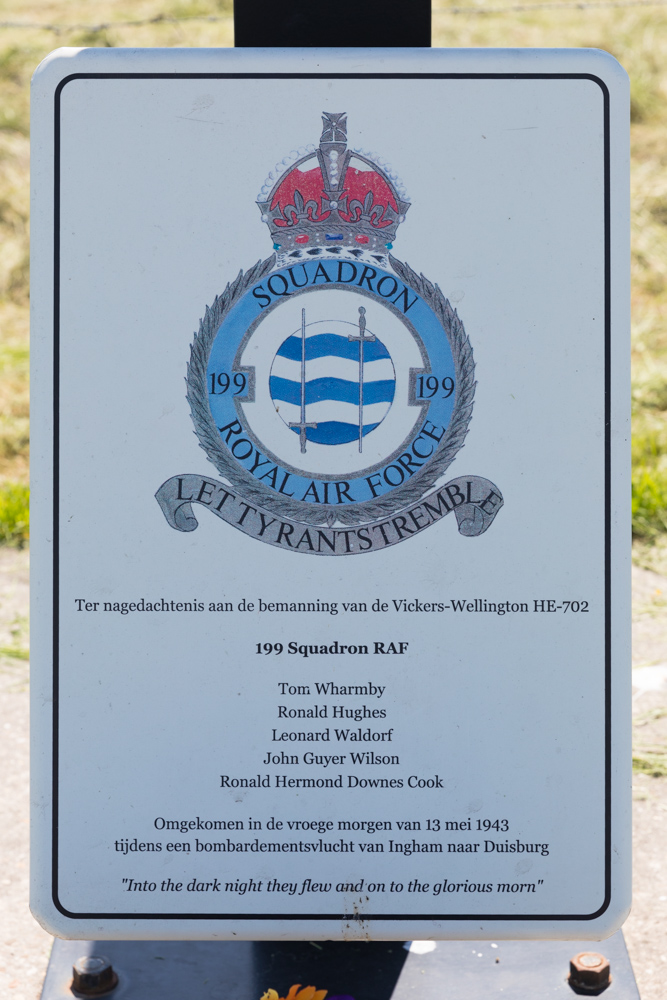 SQUADRON
199 199
ROYAL AIR FORCE
LET TYRANTS TREMBLE
Ter nagedachtenis aan de bemanning van de Vickers-Wellington HE-702
199 Squadron RAF
Tom Wharmby
Ronald Hughes
Leonard Waldorf
John Guyer Wilson
Ronald Hermond Downes Cook
Omgekomen in de vroege morgen van 13 mei 1943
tijdens een bombardementsvlucht van Ingham naar Duisburg
"Into the dark night they flew and on to the glorious morn"